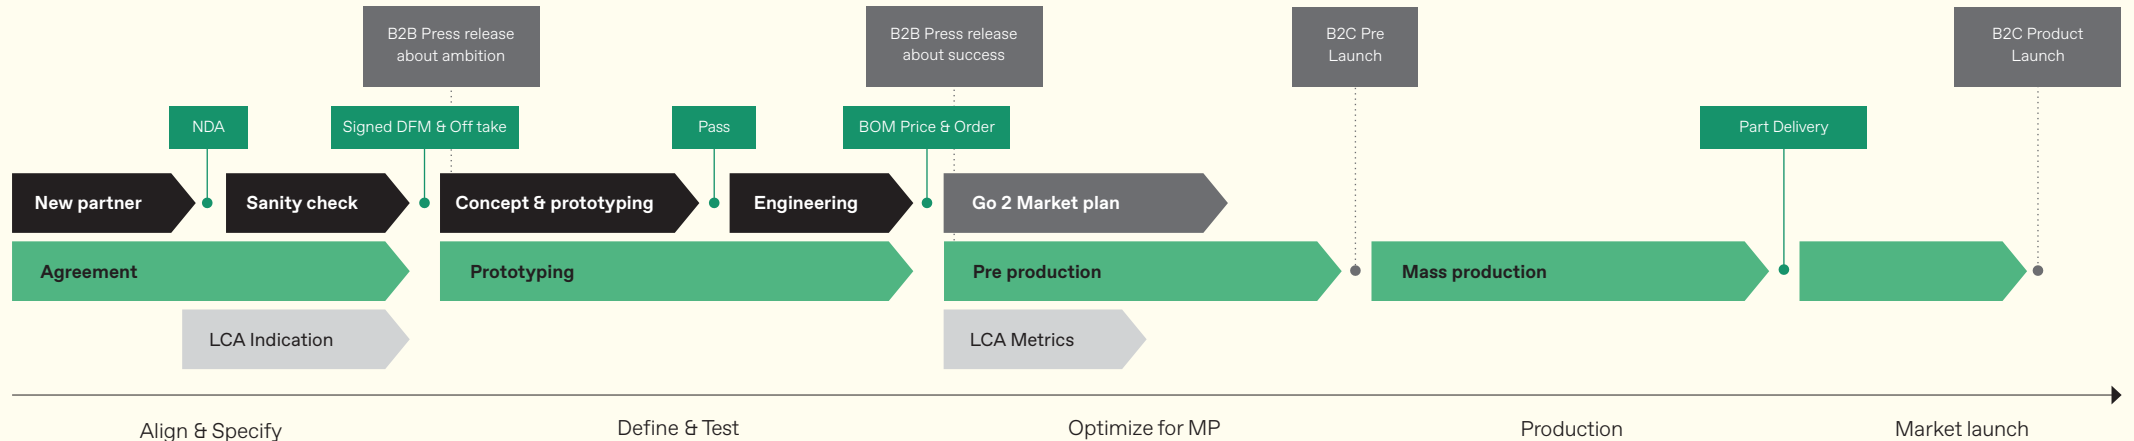 B2B Press release
about ambition
B2B Press release
about success
B2C Pre
Launch
B2C Product
Launch
NDA
Signed DFM & Off take
Pass
BOM Price & Order
Part Delivery
New partner
Sanity check
Concept & prototyping
Engineering
Go 2 Market plan
Agreement
Prototyping
Pre production
Mass production
LCA Indication
LCA Metrics
Align & Specify
Define & Test
Optimize for MP
Production
Market launch